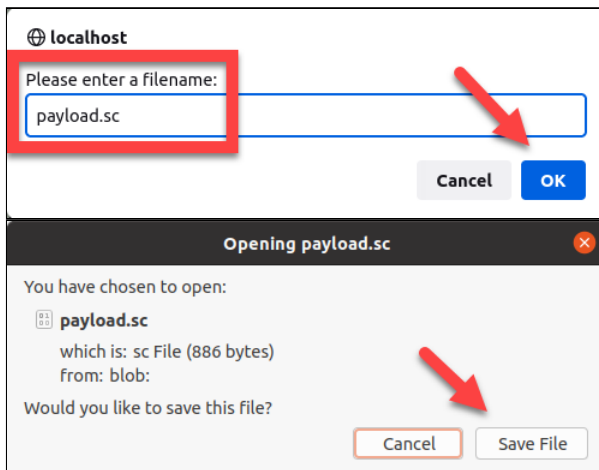 localhost
Please enter a filename:
payload.sc
Cancel
OK
Opening payload.sc
You have chosen to open:
payload.sc
which is: sc File (886 bytes)
from: blob:
Would you like to save this file?
Cancel
Save File